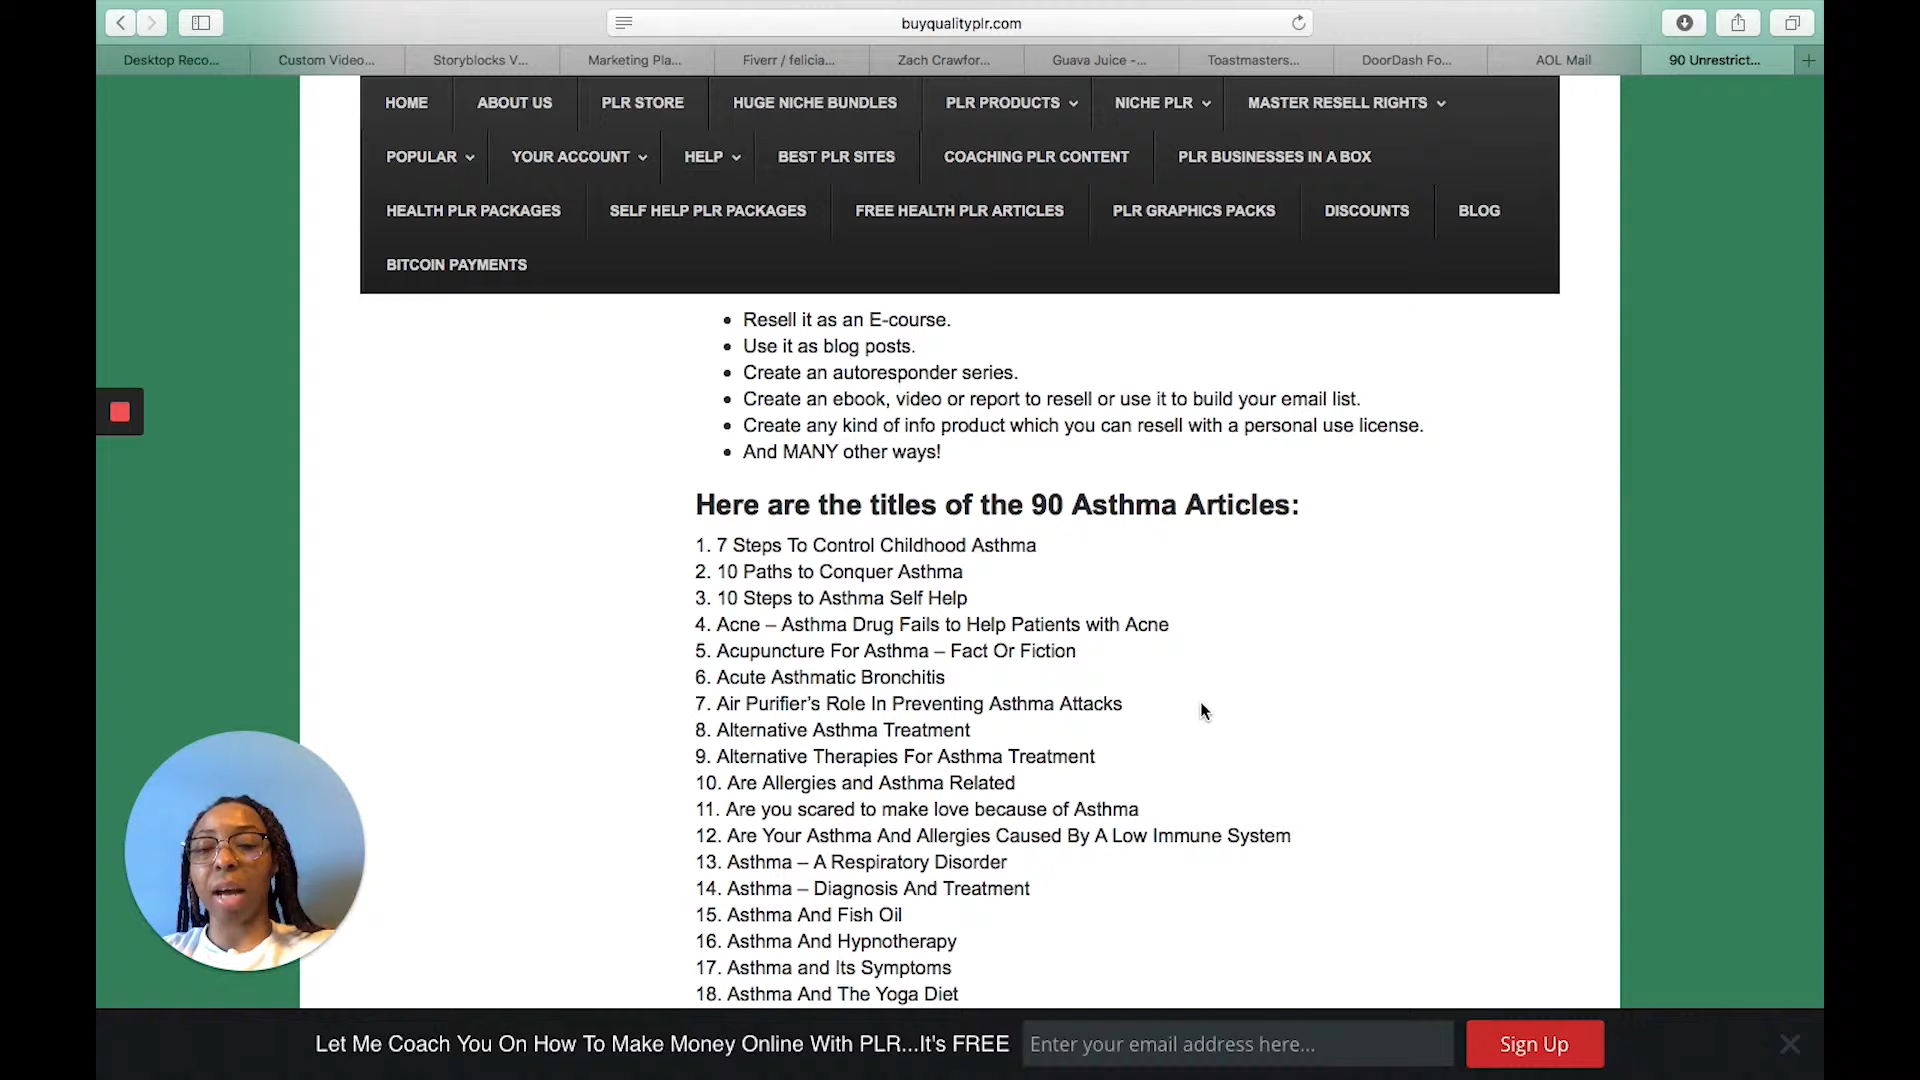 buyqualityplr.com
Desktop Reco... Custom Video... Storyblocks V... Marketing Pla... Fiverr / felicia... Zach Crawfor... Guava Juice -... Toastmasters... DoorDash Fo... AOL Mail 90 Unrestrict...
HOME ABOUT US PLR STORE HUGE NICHE BUNDLES PLR PRODUCTS NICHE PLR MASTER RESELL RIGHTS
POPULAR YOUR ACCOUNT HELP BEST PLR SITES COACHING PLR CONTENT PLR BUSINESSES IN A BOX
HEALTH PLR PACKAGES SELF HELP PLR PACKAGES FREE HEALTH PLR ARTICLES PLR GRAPHICS PACKS DISCOUNTS BLOG
BITCOIN PAYMENTS
• Resell it as an E-course.
• Use it as blog posts.
• Create an autoresponder series.
• Create an ebook, video or report to resell or use it to build your email list.
• Create any kind of info product which you can resell with a personal use license.
• And MANY other ways!
Here are the titles of the 90 Asthma Articles:
1. 7 Steps To Control Childhood Asthma
2. 10 Paths to Conquer Asthma
3. 10 Steps to Asthma Self Help
4. Acne – Asthma Drug Fails to Help Patients with Acne
5. Acupuncture For Asthma – Fact Or Fiction
6. Acute Asthmatic Bronchitis
7. Air Purifier’s Role In Preventing Asthma Attacks
8. Alternative Asthma Treatment
9. Alternative Therapies For Asthma Treatment
10. Are Allergies and Asthma Related
11. Are you scared to make love because of Asthma
12. Are Your Asthma And Allergies Caused By A Low Immune System
13. Asthma – A Respiratory Disorder
14. Asthma – Diagnosis And Treatment
15. Asthma And Fish Oil
16. Asthma And Hypnotherapy
17. Asthma and Its Symptoms
18. Asthma And The Yoga Diet
Let Me Coach You On How To Make Money Online With PLR...It's FREE Enter your email address here... Sign Up